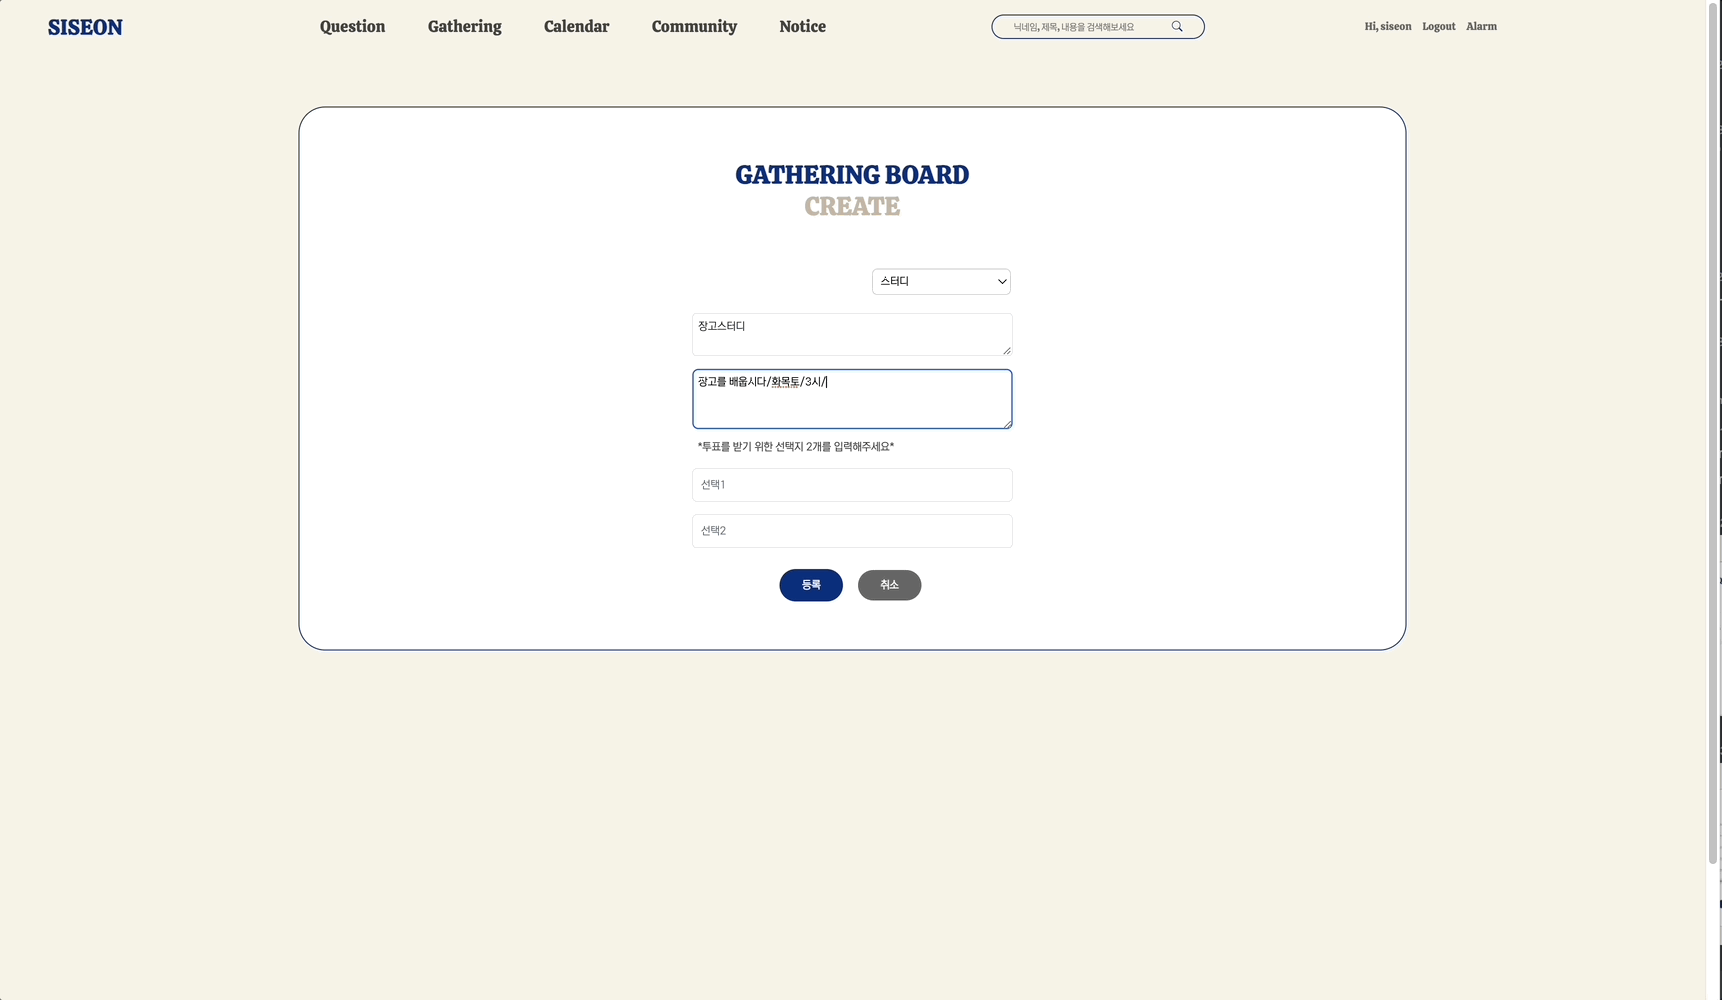 SISEON
Question Gathering Calendar Community Notice
닉네임, 제목, 내용을 검색해보세요
Hi, siseon Logout Alarm
GATHERING BOARD
CREATE
스터디
장고스터디
장고를 배웁시다/화목토/3시/
*투표를 받기 위한 선택지 2개를 입력해주세요*
선택1
선택2
등록 취소